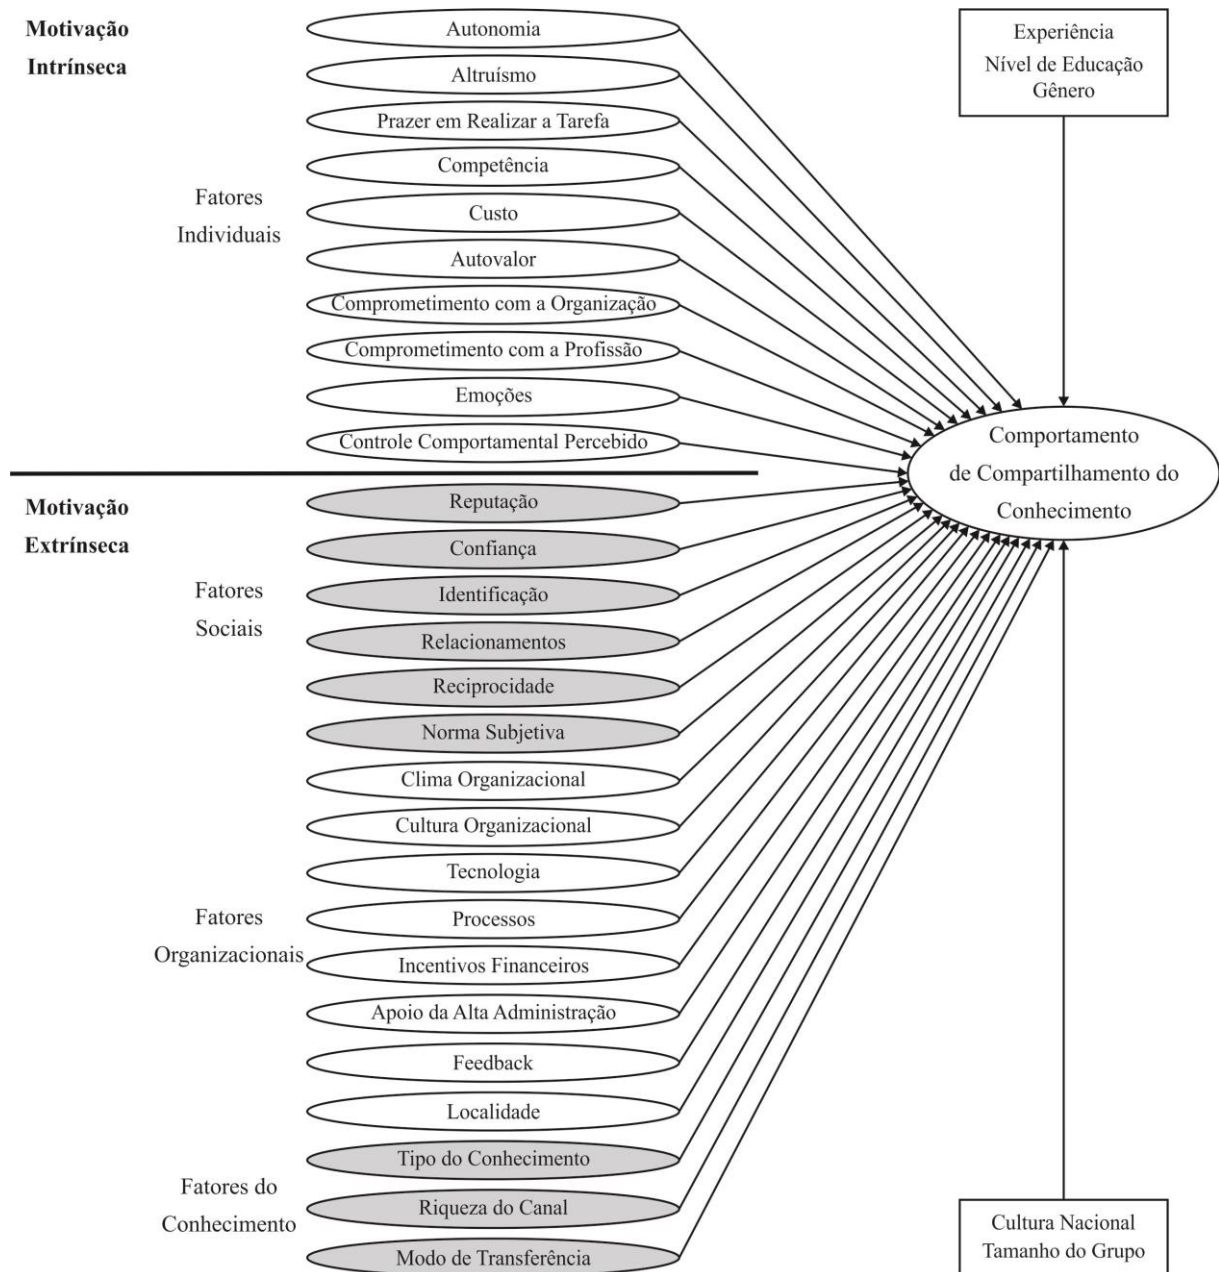 Motivação
Intrínseca
Fatores
Individuais
Autonomia
Altruísmo
Prazer em Realizar a Tarefa
Competência
Custo
Autovalor
Comprometimento com a Organização
Comprometimento com a Profissão
Emoções
Controle Comportamental Percebido
Motivação
Extrínseca
Fatores
Sociais
Reputação
Confiança
Identificação
Relacionamentos
Reciprocidade
Norma Subjetiva
Fatores
Organizacionais
Clima Organizacional
Cultura Organizacional
Tecnologia
Processos
Incentivos Financeiros
Apoio da Alta Administração
Feedback
Localidade
Fatores do
Conhecimento
Tipo do Conhecimento
Riqueza do Canal
Modo de Transferência
Experiência
Nível de Educação
Gênero
Comportamento
de Compartilhamento do
Conhecimento
Cultura Nacional
Tamanho do Grupo